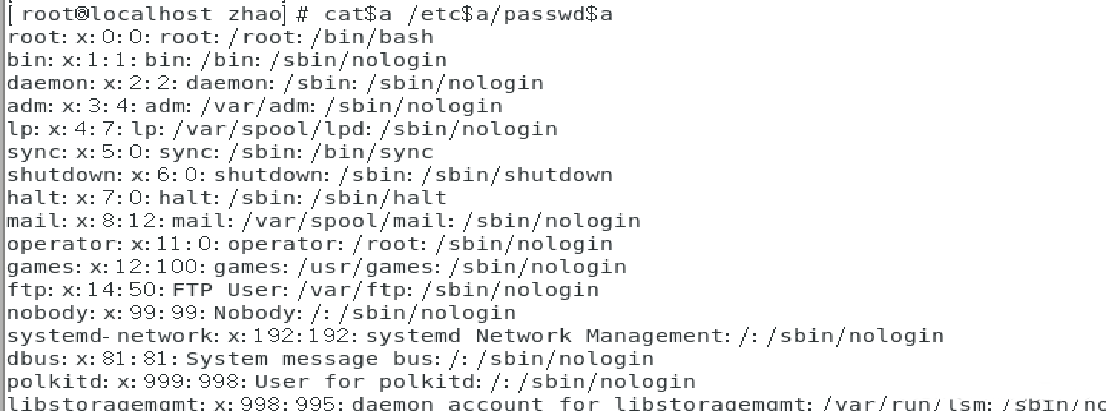 [root@localhost zhao]# cat$a /etc$a/passwd$a
root:x:0:0:root:/root:/bin/bash
bin:x:1:1:bin:/bin:/sbin/nologin
daemon:x:2:2:daemon:/sbin:/sbin/nologin
adm:x:3:4:adm:/var/adm:/sbin/nologin
lp:x:4:7:lp:/var/spool/lpd:/sbin/nologin
sync:x:5:0:sync:/sbin:/bin/sync
shutdown:x:6:0:shutdown:/sbin:/sbin/shutdown
halt:x:7:0:halt:/sbin:/sbin/halt
mail:x:8:12:mail:/var/spool/mail:/sbin/nologin
operator:x:11:0:operator:/root:/sbin/nologin
games:x:12:100:games:/usr/games:/sbin/nologin
ftp:x:14:50:FTP User:/var/ftp:/sbin/nologin
nobody:x:99:99:Nobody:/:/sbin/nologin
systemd-network:x:192:192:systemd Network Management:/:/sbin/nologin
dbus:x:81:81:System message bus:/:/sbin/nologin
polkitd:x:999:998:User for polkitd:/:/sbin/nologin
libstoragemgmt:x:998:995:daemon account for libstoragemgmt:/var/run/lsm:/sbin/no